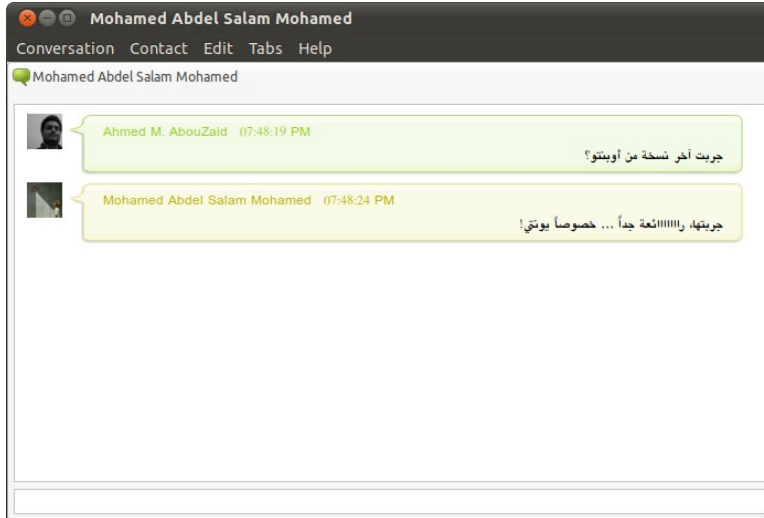 Mohamed Abdel Salam Mohamed
Conversation Contact Edit Tabs Help
Mohamed Abdel Salam Mohamed
Ahmed M. AbouZaid 07:48:19 PM
جربت آخر نسخة من أوبنتو؟
Mohamed Abdel Salam Mohamed 07:48:24 PM
جربتها، رااااااائعة جداً ... خصوصاً يونتي!